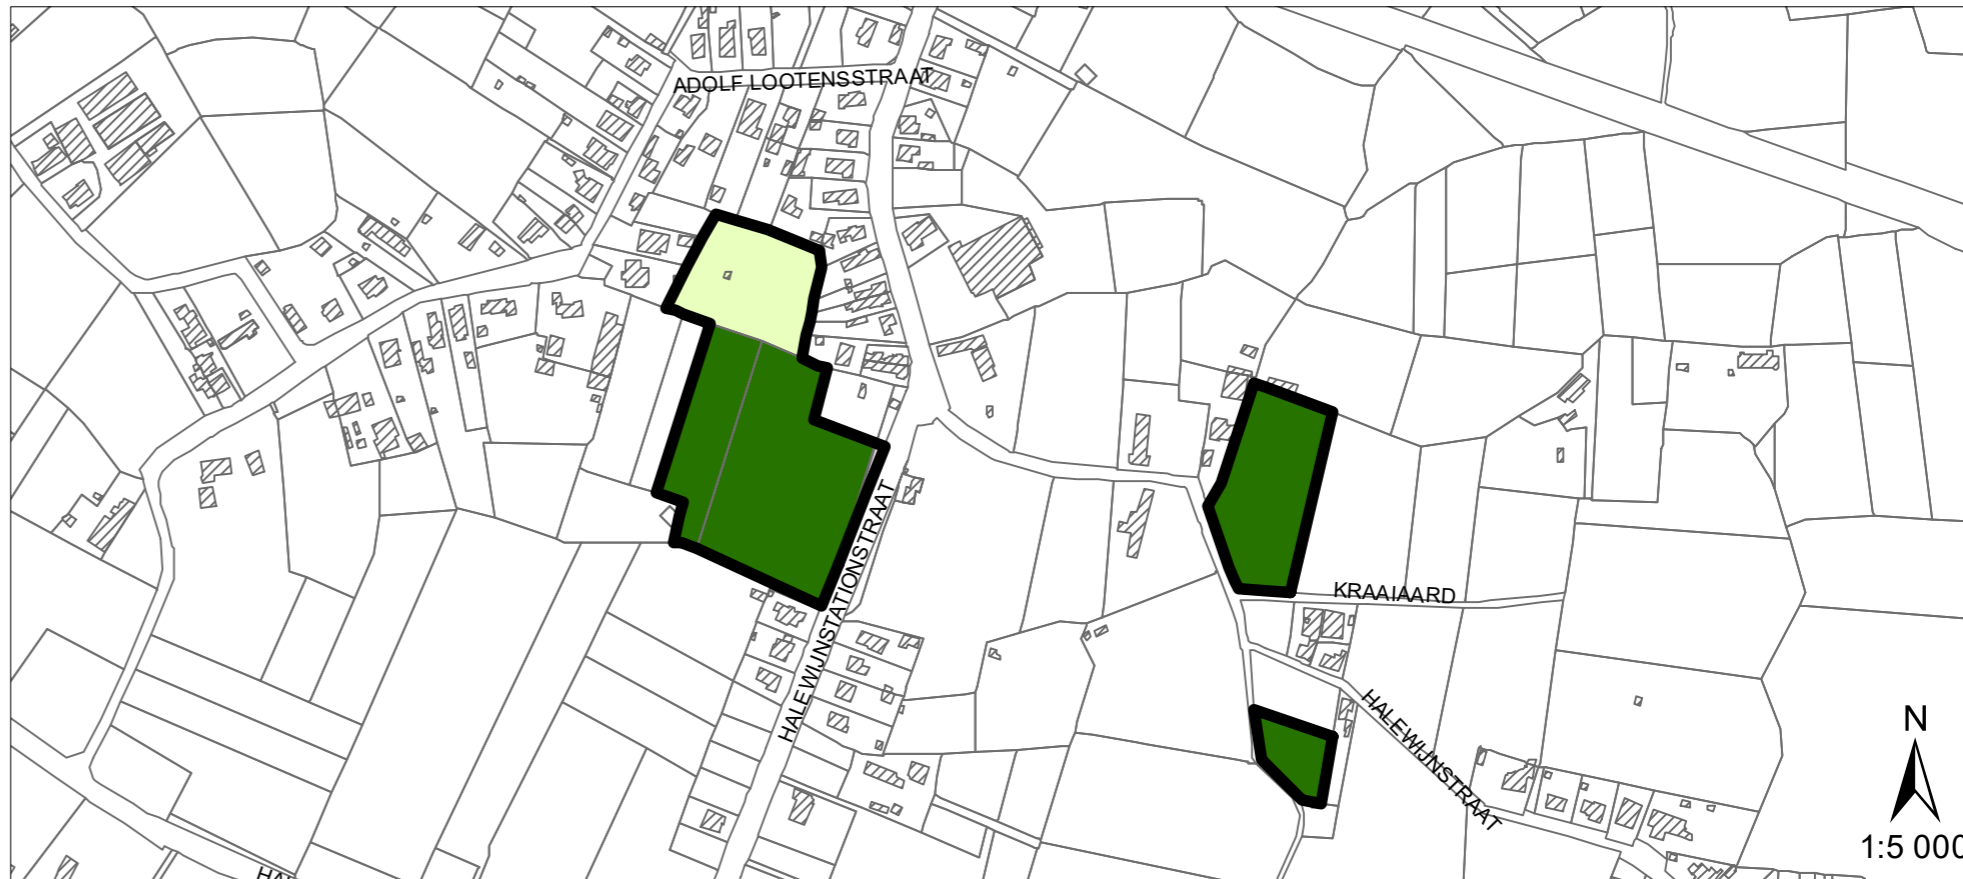 ADOLF LOOTENSSTRAAT
HALEWIJNSTATIONSTRAAT
KRAAIAARD
HALEWIJNSTRAAT
N
1:5 000